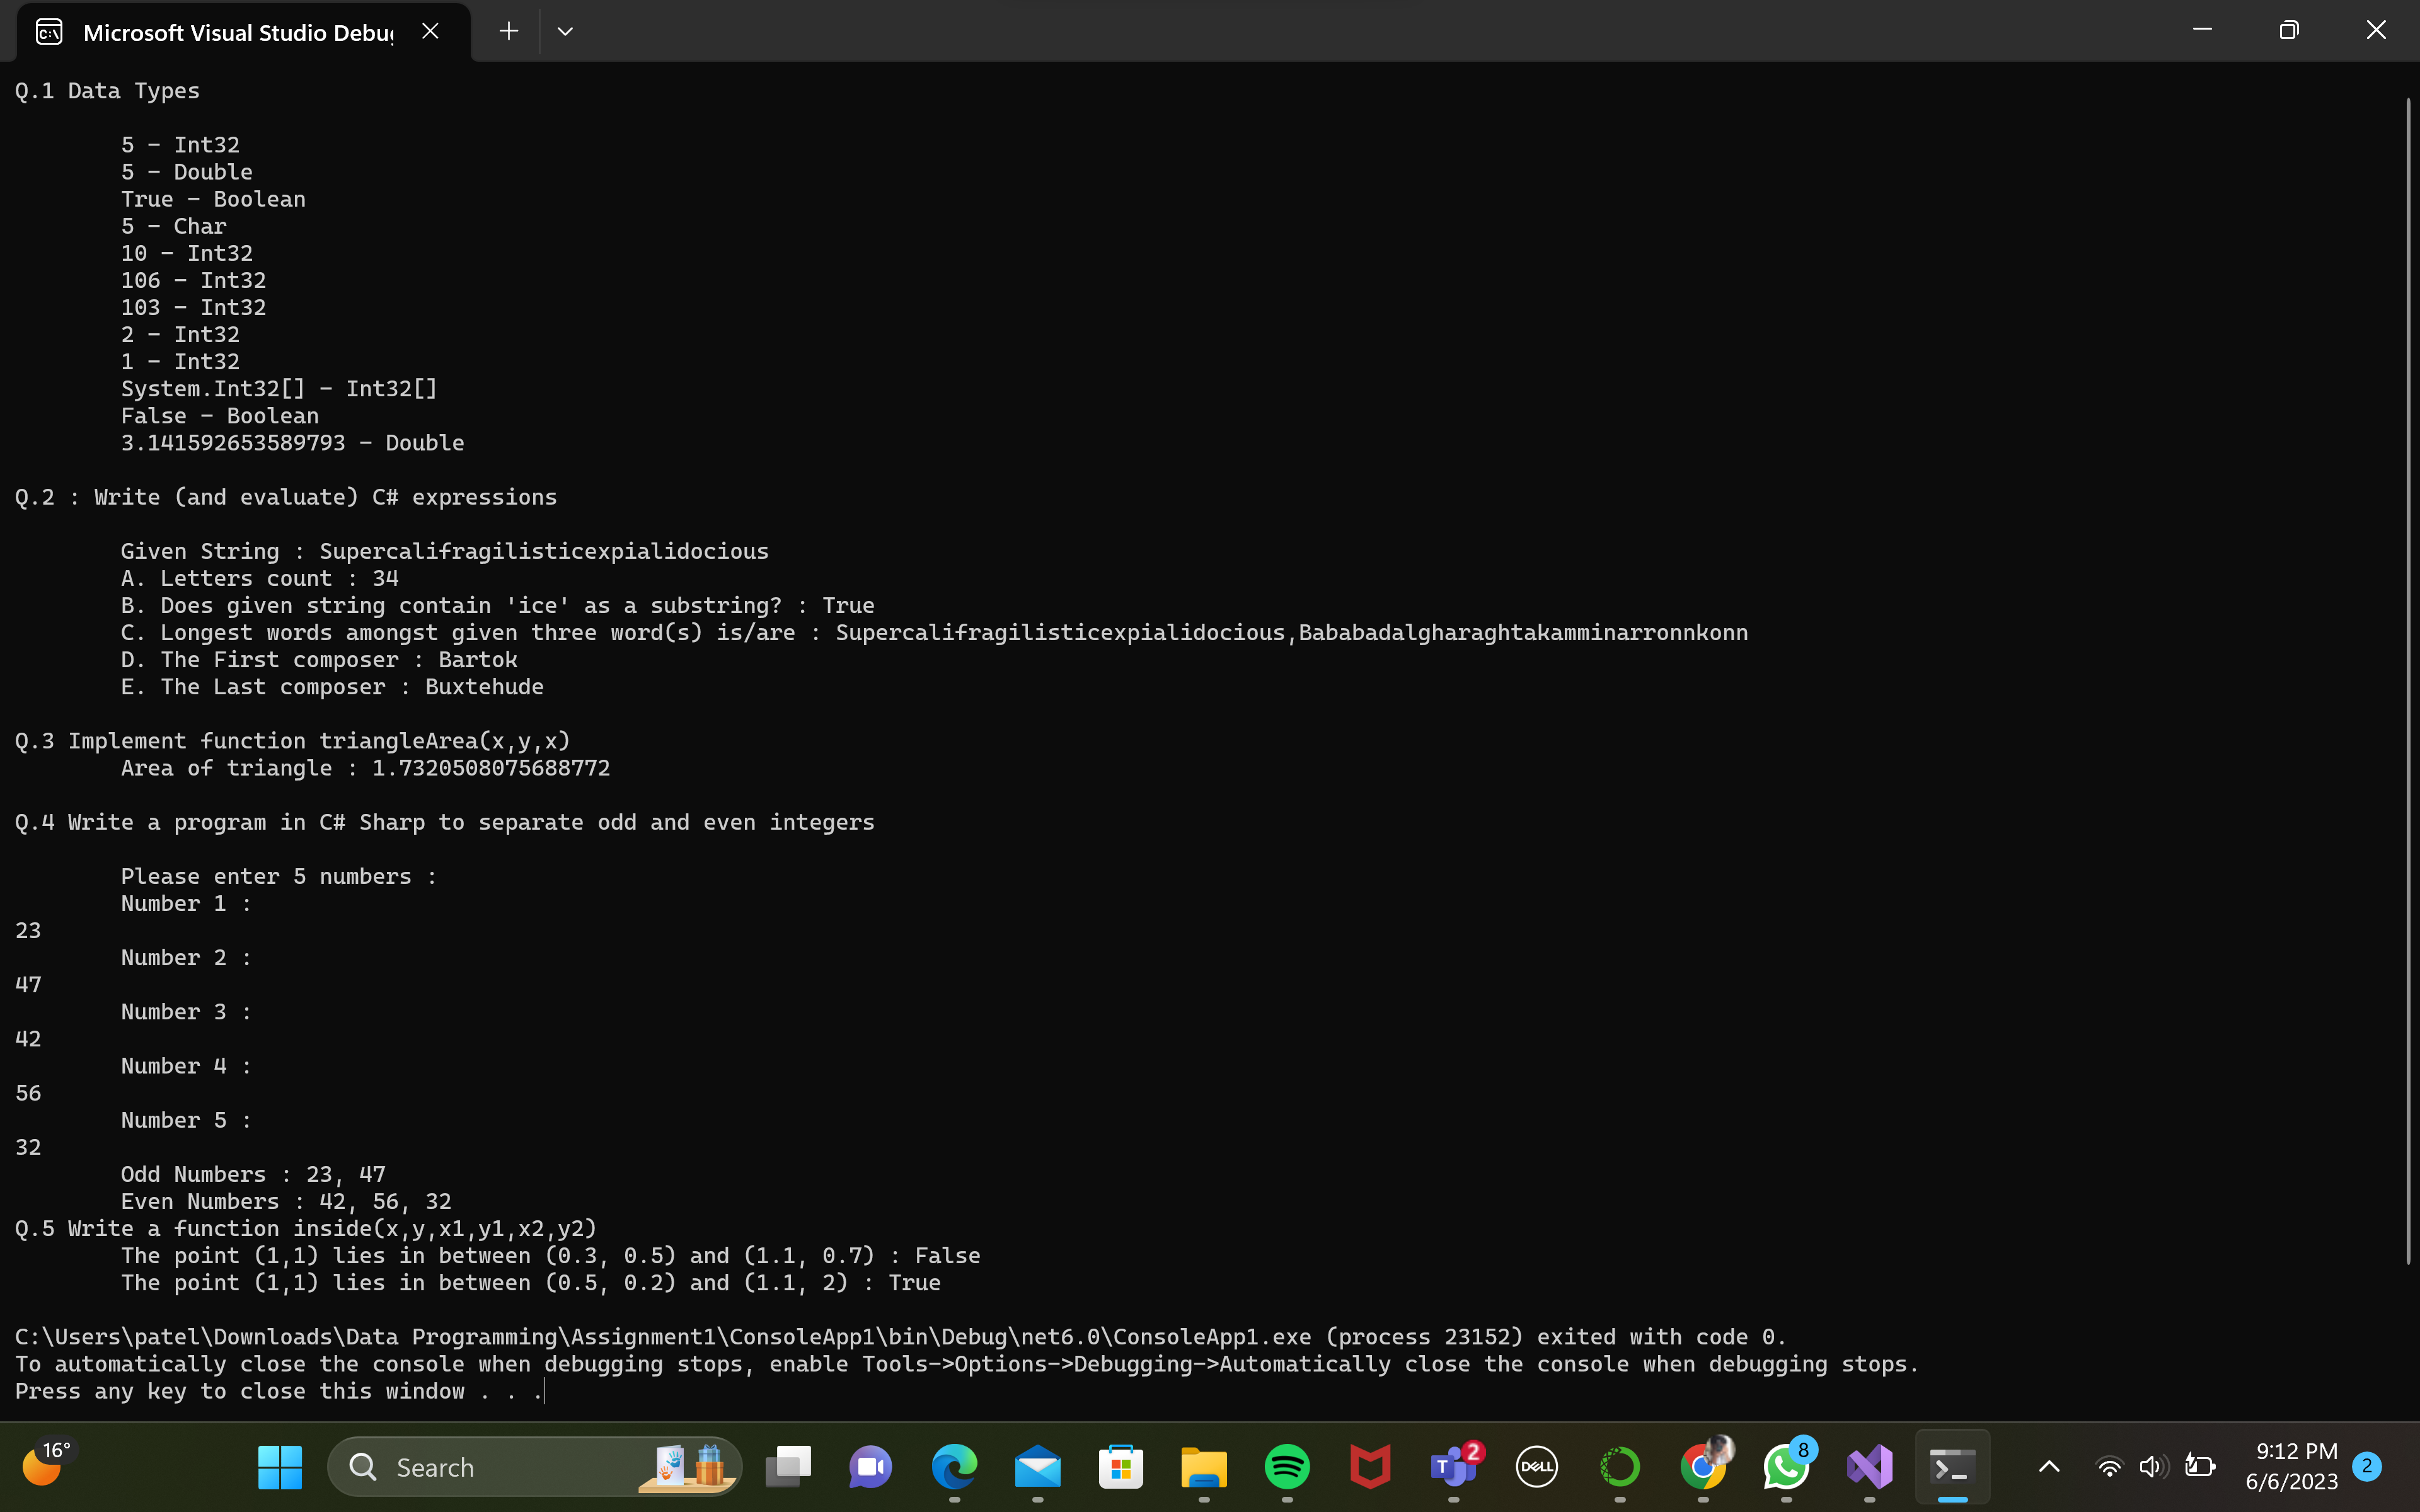 Microsoft Visual Studio Debu
Q.1 Data Types
5 - Int32
5 - Double
True - Boolean
5 - Char
10 - Int32
106 - Int32
103 - Int32
2 - Int32
1 - Int32
System.Int32[] - Int32[]
False - Boolean
3.141592653589793 - Double
Q.2 : Write (and evaluate) C# expressions
Given String : Supercalifragilisticexpialidocious
A. Letters count : 34
B. Does given string contain 'ice' as a substring? : True
C. Longest words amongst given three word(s) is/are : Supercalifragilisticexpialidocious,Bababadalgharaghtakamminarronnkonn
D. The First composer : Bartok
E. The Last composer : Buxtehude
Q.3 Implement function triangleArea(x,y,x)
Area of triangle : 1.7320508075688772
Q.4 Write a program in C# Sharp to separate odd and even integers
Please enter 5 numbers :
Number 1 :
23
Number 2 :
47
Number 3 :
42
Number 4 :
56
Number 5 :
32
Odd Numbers : 23, 47
Even Numbers : 42, 56, 32
Q.5 Write a function inside(x,y,x1,y1,x2,y2)
The point (1,1) lies in between (0.3, 0.5) and (1.1, 0.7) : False
The point (1,1) lies in between (0.5, 0.2) and (1.1, 2) : True
C:\Users\patel\Downloads\Data Programming\Assignment1\ConsoleApp1\bin\Debug\net6.0\ConsoleApp1.exe (process 23152) exited with code 0.
To automatically close the console when debugging stops, enable Tools->Options->Debugging->Automatically close the console when debugging stops.
Press any key to close this window . . .
16°
Search
2
DELL
8
9:12 PM
6/6/2023
2